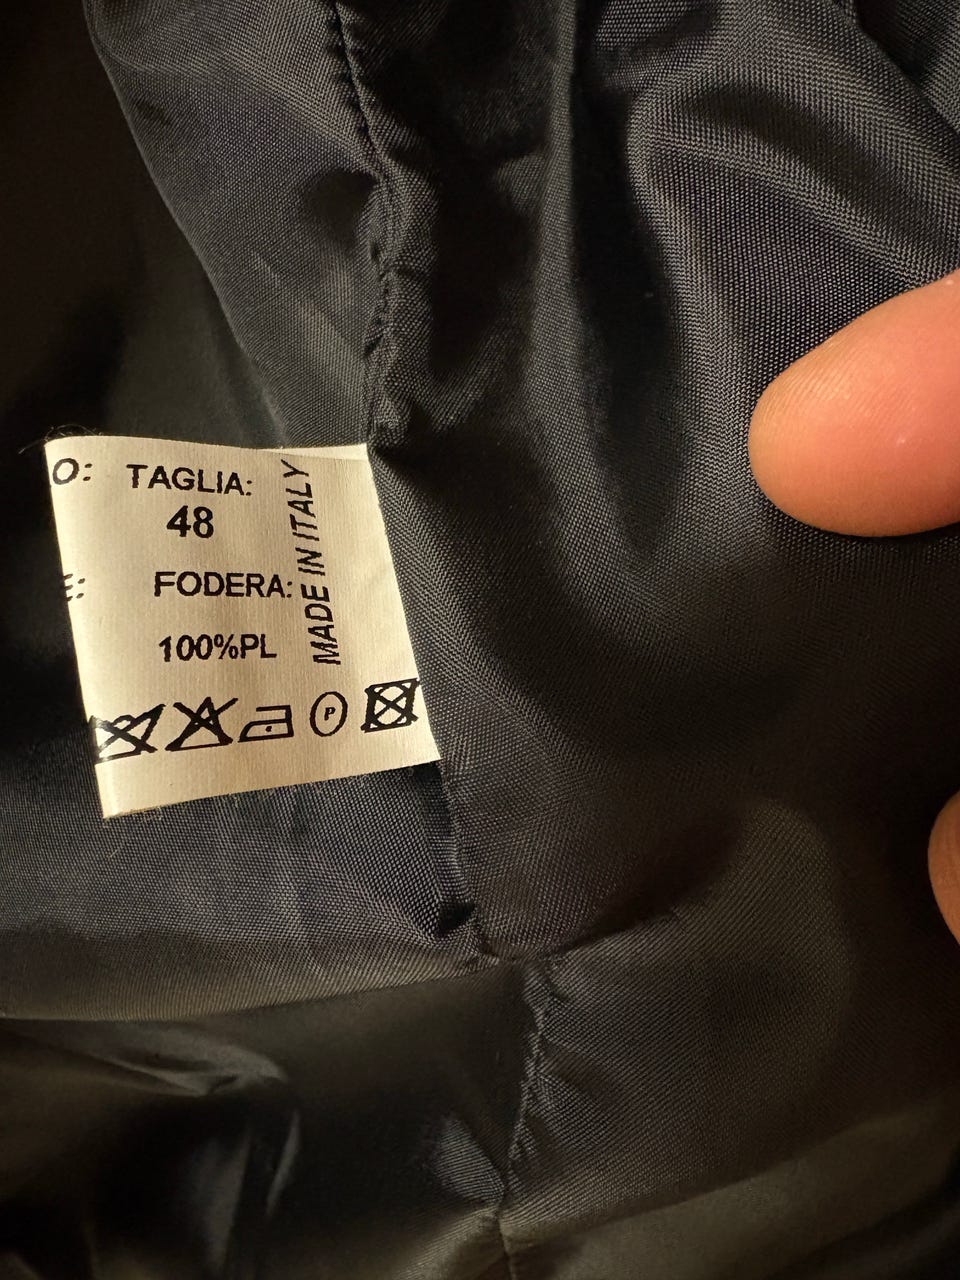 O: TAGLIA:
48
E: FODERA:
100%PL
MADE IN ITALY
P